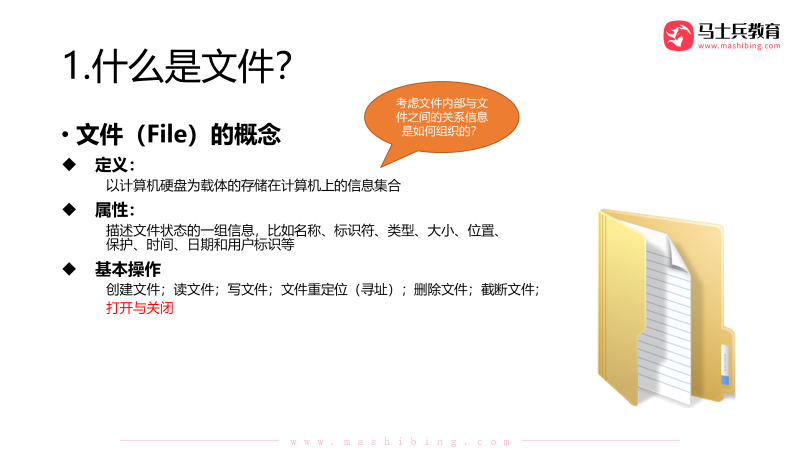 马士兵教育
www.mashibing.com
1.什么是文件？
考虑文件内部与文
件之间的关系信息
是如何组织的？
• 文件（File）的概念
◆ 定义：
以计算机硬盘为载体的存储在计算机上的信息集合
◆ 属性：
描述文件状态的一组信息，比如名称、标识符、类型、大小、位置、
保护、时间、日期和用户标识等
◆ 基本操作
创建文件；读文件；写文件；文件重定位（寻址）；删除文件；截断文件；
打开与关闭
www.mashibing.com